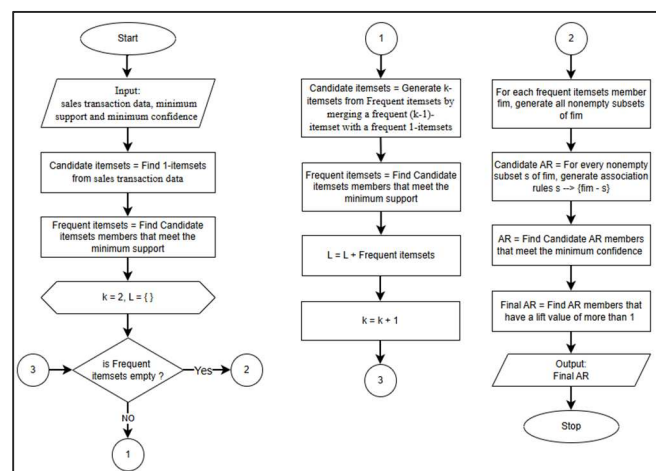 Start
Input:
sales transaction data, minimum
support and minimum confidence
Candidate itemsets = Find 1-itemsets
from sales transaction data
Frequent itemsets = Find Candidate
itemsets members that meet the
minimum support
k = 2, L = { }
3
is Frequent
itemsets empty ?
Yes
2
NO
1
1
Candidate itemsets = Generate k-
itemsets from Frequent itemsets by
merging a frequent (k-1)-
itemset with a frequent 1-itemsets
Frequent itemsets = Find Candidate
itemsets members that meet the
minimum support
L = L + Frequent itemsets
k = k + 1
3
2
For each frequent itemsets member
fim, generate all nonempty subsets
of fim
Candidate AR = For every nonempty
subset s of fim, generate association
rules s --> {fim - s}
AR = Find Candidate AR members
that meet the minimum confidence
Final AR = Find AR members that
have a lift value of more than 1
Output:
Final AR
Stop